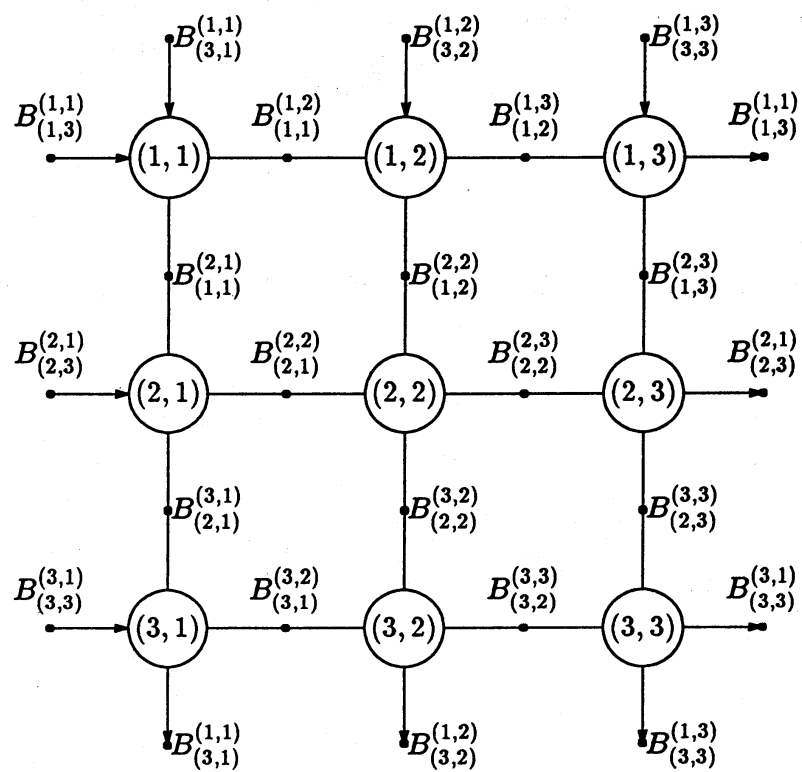 B^{(1,1)}_{(3,1)} B^{(1,2)}_{(3,2)} B^{(1,3)}_{(3,3)}
B^{(1,1)}_{(1,3)} B^{(1,2)}_{(1,1)} B^{(1,3)}_{(1,2)} B^{(1,1)}_{(1,3)}
(1, 1) (1, 2) (1, 3)
B^{(2,1)}_{(1,1)} B^{(2,2)}_{(1,2)} B^{(2,3)}_{(1,3)}
B^{(2,1)}_{(2,3)} B^{(2,2)}_{(2,1)} B^{(2,3)}_{(2,2)} B^{(2,1)}_{(2,3)}
(2, 1) (2, 2) (2, 3)
B^{(3,1)}_{(2,1)} B^{(3,2)}_{(2,2)} B^{(3,3)}_{(2,3)}
B^{(3,1)}_{(3,3)} B^{(3,2)}_{(3,1)} B^{(3,3)}_{(3,2)} B^{(3,1)}_{(3,3)}
(3, 1) (3, 2) (3, 3)
B^{(1,1)}_{(3,1)} B^{(1,2)}_{(3,2)} B^{(1,3)}_{(3,3)}